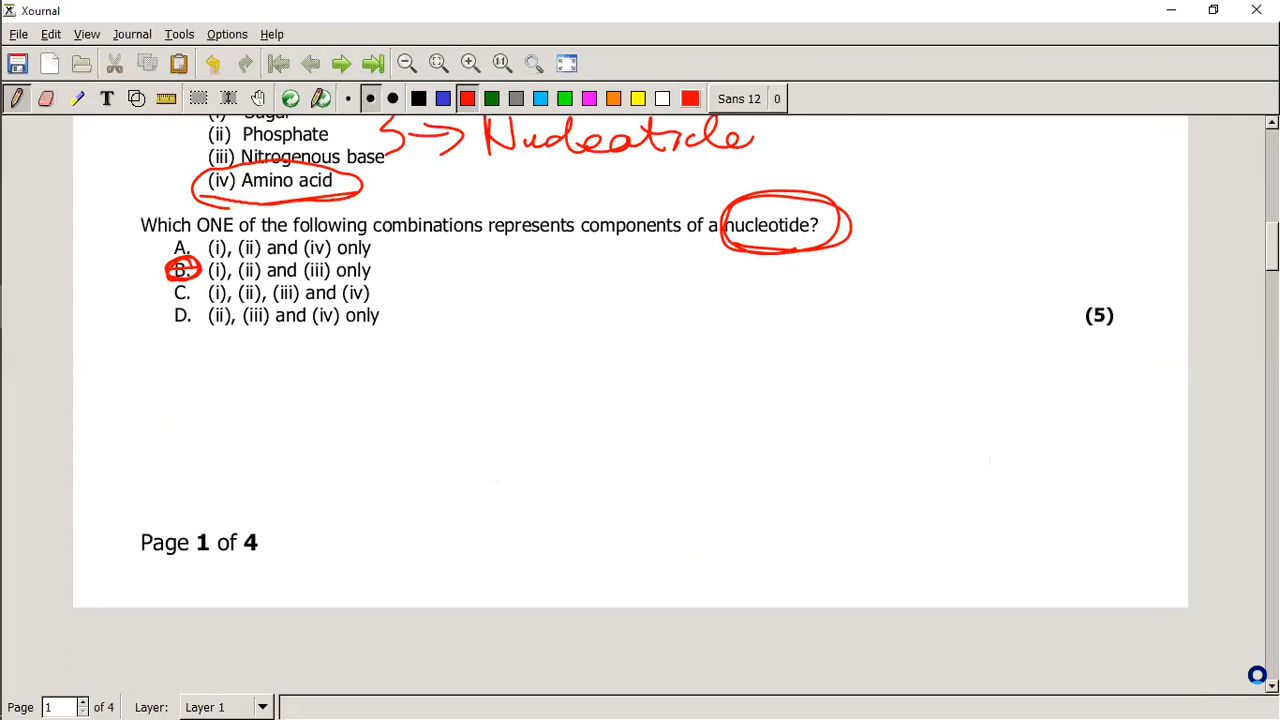 Xournal
File Edit View Journal Tools Options Help
Sans 12 0
(i) Sugar
(ii) Phosphate
(iii) Nitrogenous base
(iv) Amino acid
Which ONE of the following combinations represents components of a nucleotide?
A. (i), (ii) and (iv) only
B. (i), (ii) and (iii) only
C. (i), (ii), (iii) and (iv)
D. (ii), (iii) and (iv) only
(5)
Page 1 of 4
Page 1 of 4 Layer: Layer 1